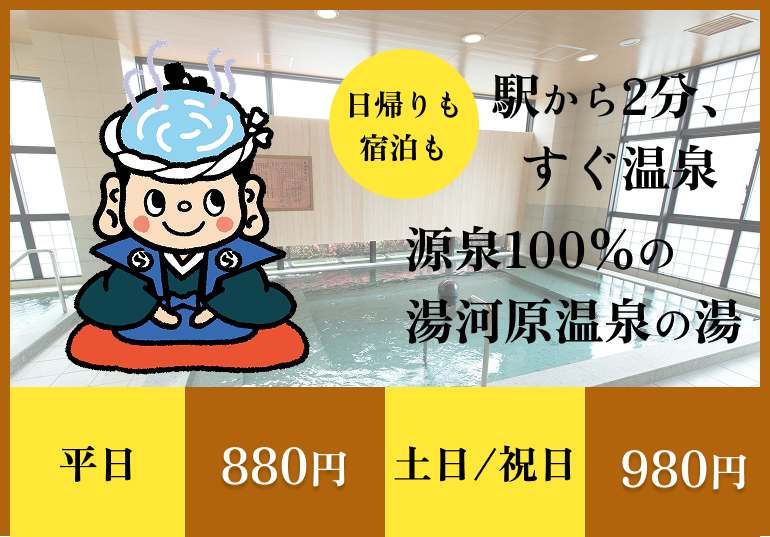 日帰りも
宿泊も
駅から2分、
すぐ温泉
源泉100%の
湯河原温泉の湯
平日
880円
土日/祝日
980円